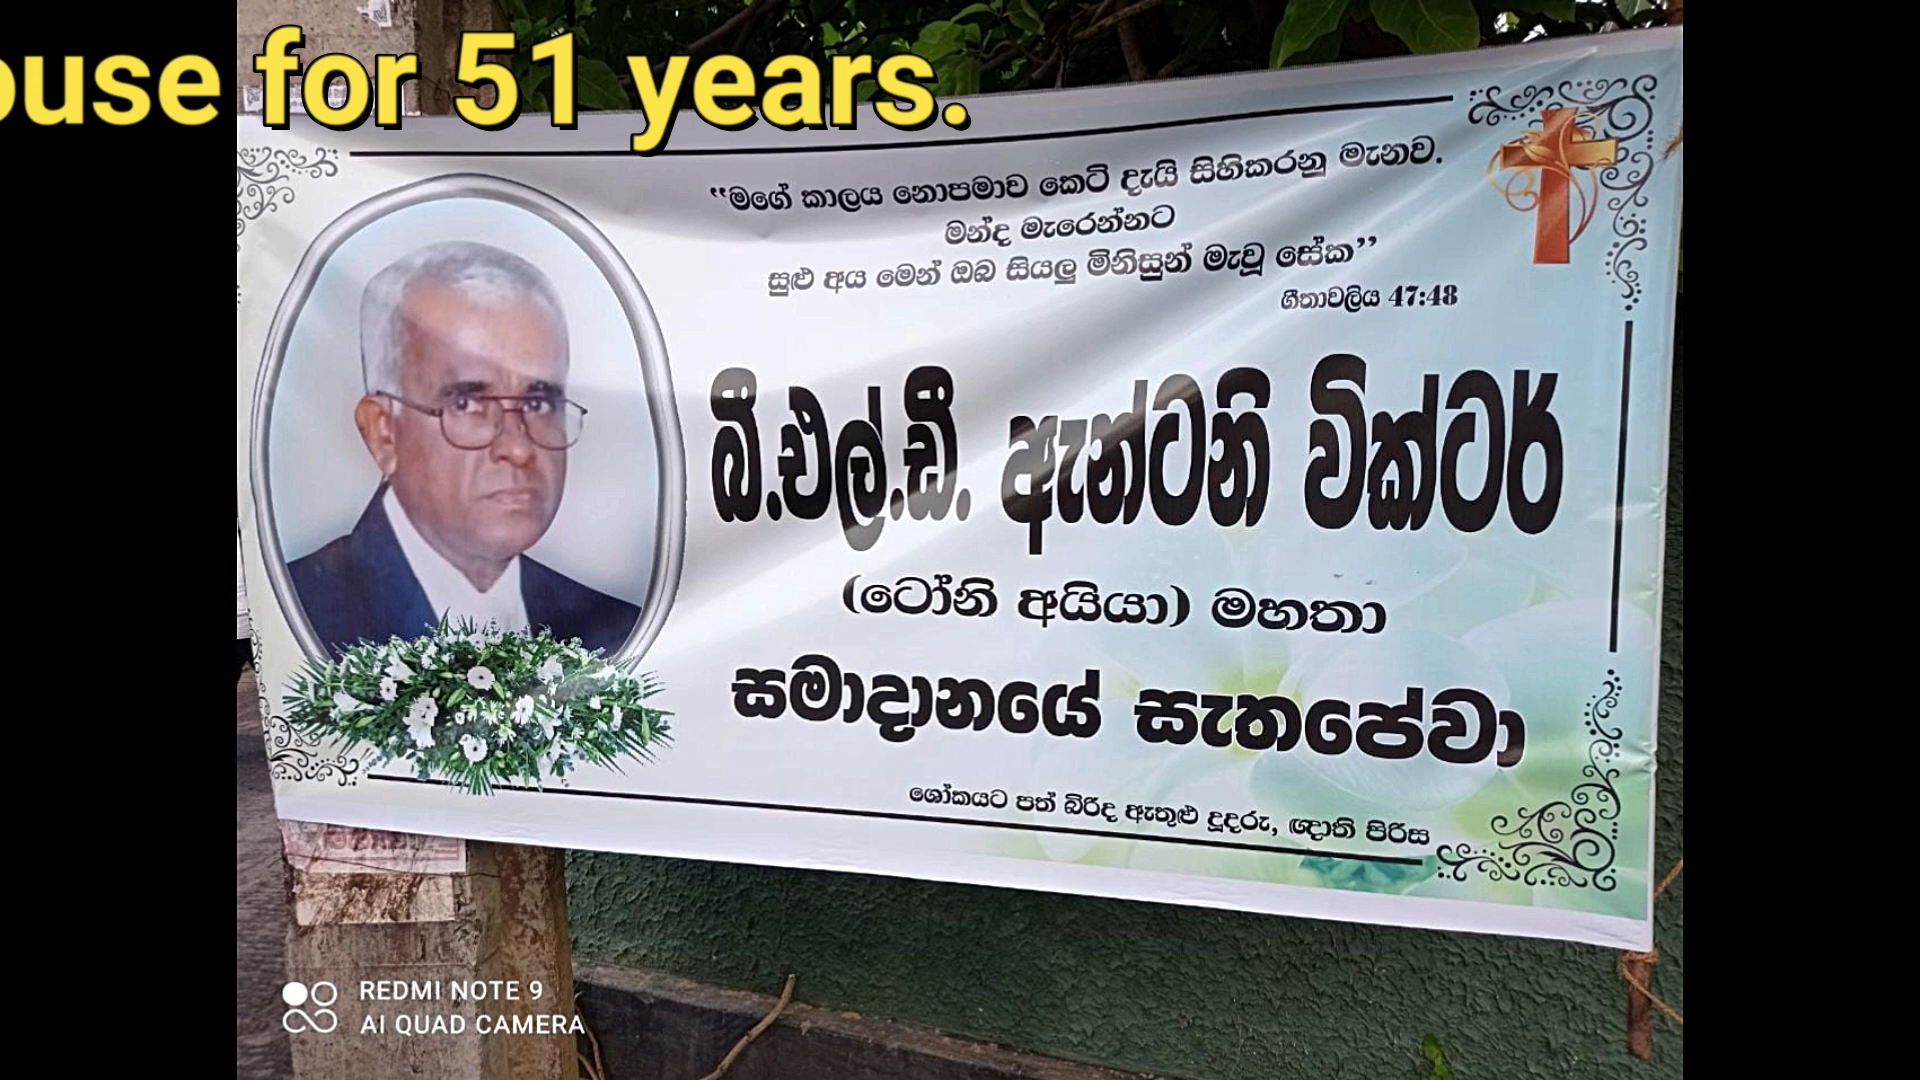 ouse for 51 years.
“මගේ කාලය නොපමාව කෙටි දැයි සිහිකරනු මැනව.
මන්ද මැරෙන්නට
සුළු අය මෙන් ඔබ සියලු මිනිසුන් මැවූ සේක”
ගීතාවලිය 47:48
බී.එල්.ඩී. ඇන්ටනි වික්ටර්
(ටෝනි අයියා) මහතා
සමාදානයේ සැතපේවා
ශෝකයට පත් බිරිද ඇතුළු දූදරු, ඥාති පිරිස
REDMI NOTE 9
AI QUAD CAMERA